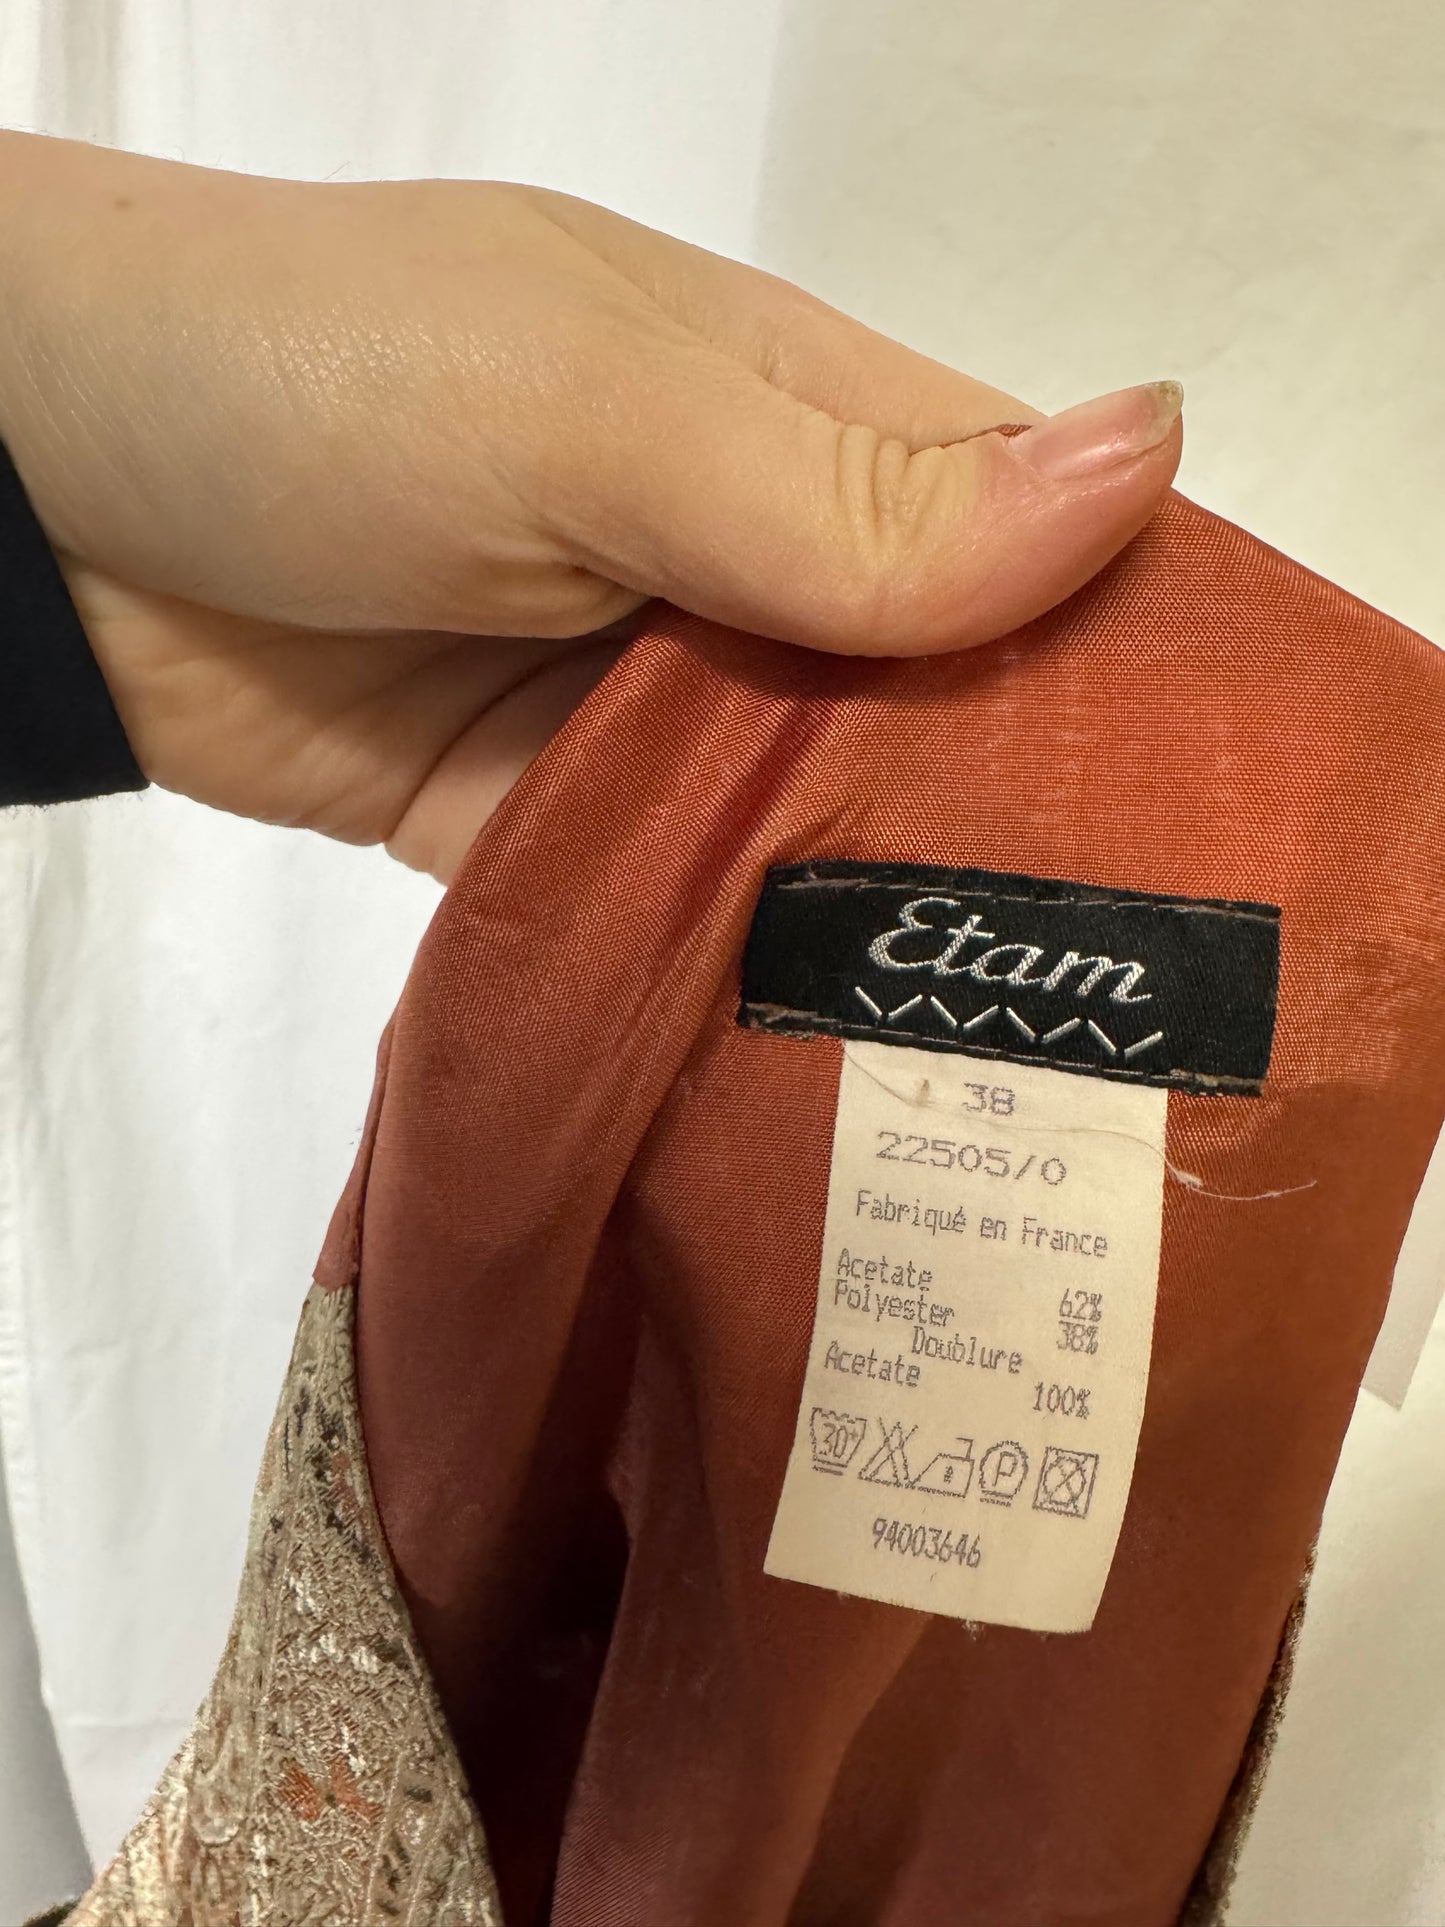 Etam
38
22505/0
Fabriqué en France
Acetate 62%
Polyester 38%
Doublure
Acetate 100%
30° P
94003646